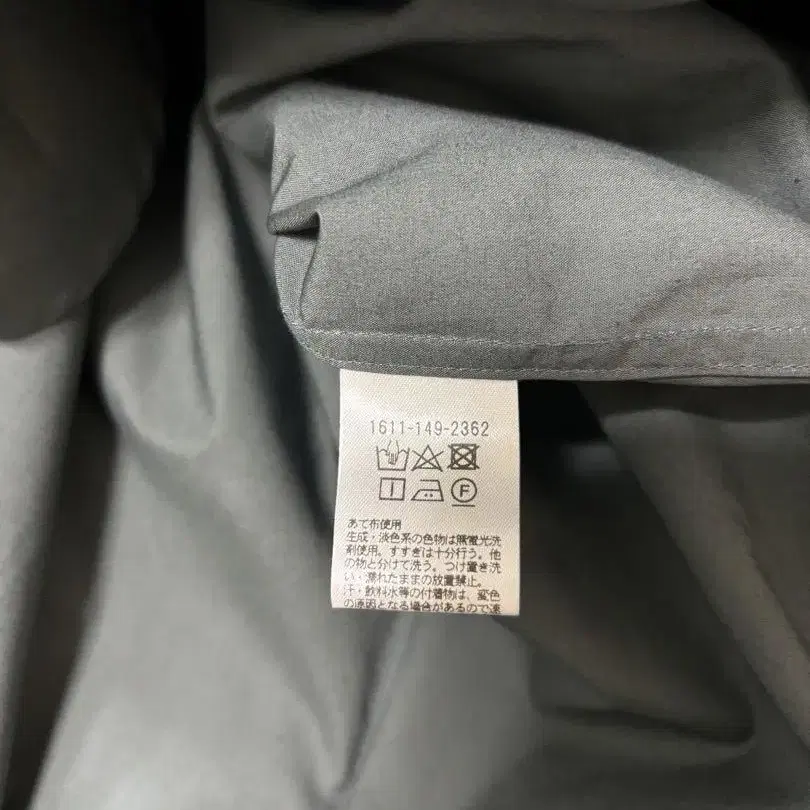 1611-149-2362
F
あて布使用
生成・淡色系の色物は無蛍光洗
剤使用。すすぎは十分行う。他
の物と分けて洗う。つけ置き洗
い・濡れたままの放置禁止。
汗・飲料水等の付着物は、変色
の原因となる場合があるので速